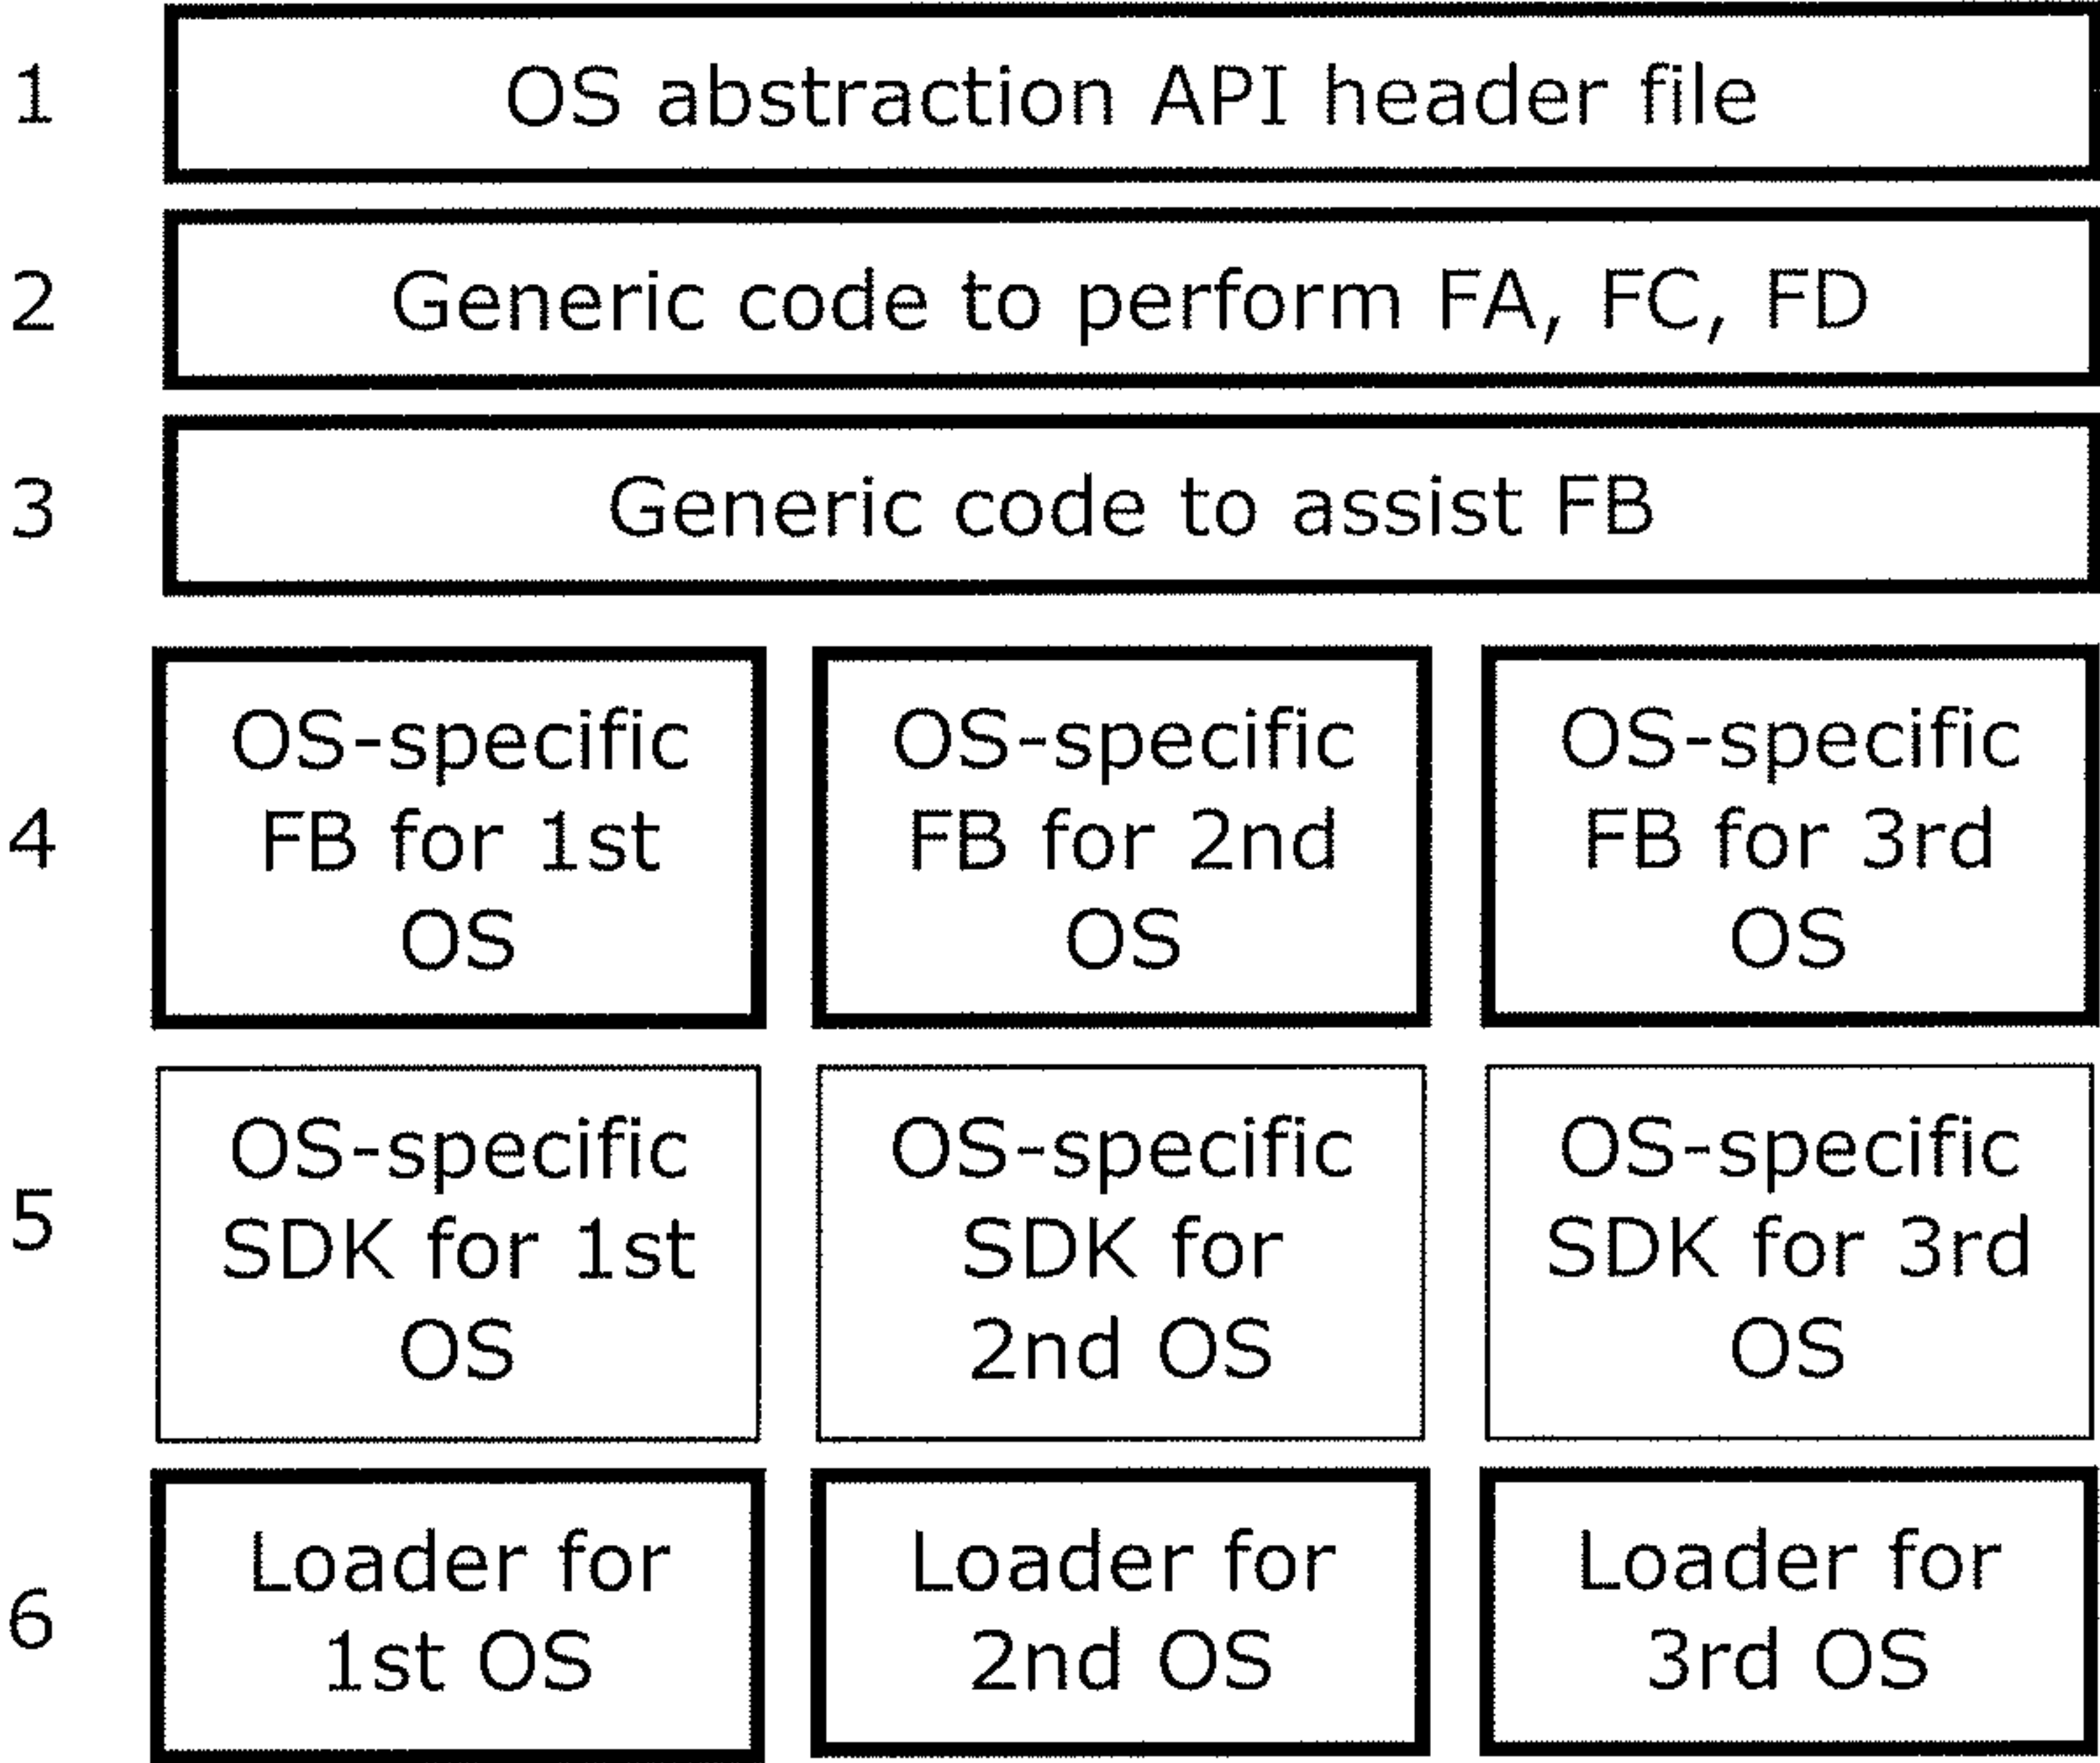 1
OS abstraction API header file
2
Generic code to perform FA, FC, FD
3
Generic code to assist FB
4
OS-specific
FB for 1st
OS
OS-specific
FB for 2nd
OS
OS-specific
FB for 3rd
OS
5
OS-specific
SDK for 1st
OS
OS-specific
SDK for
2nd OS
OS-specific
SDK for 3rd
OS
6
Loader for
1st OS
Loader for
2nd OS
Loader for
3rd OS